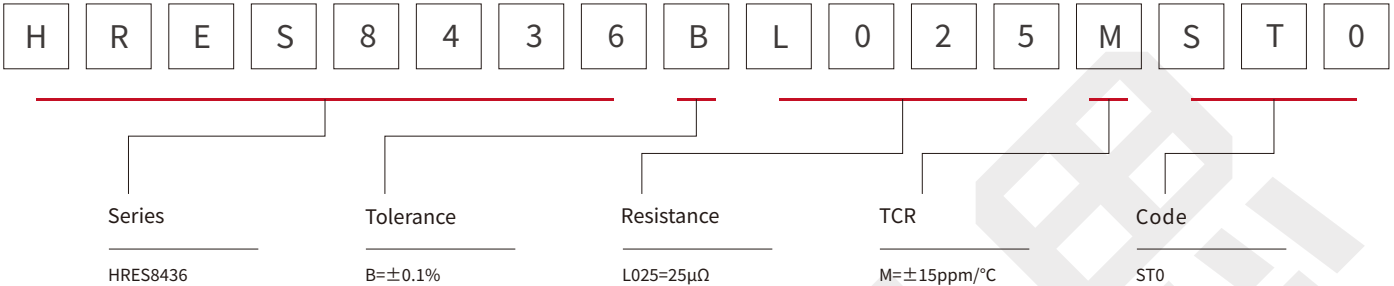 H R E S 8 4 3 6 B L 0 2 5 M S T 0
Series Tolerance Resistance TCR Code
HRES8436 B=±0.1% L025=25μΩ M=±15ppm/°C ST0